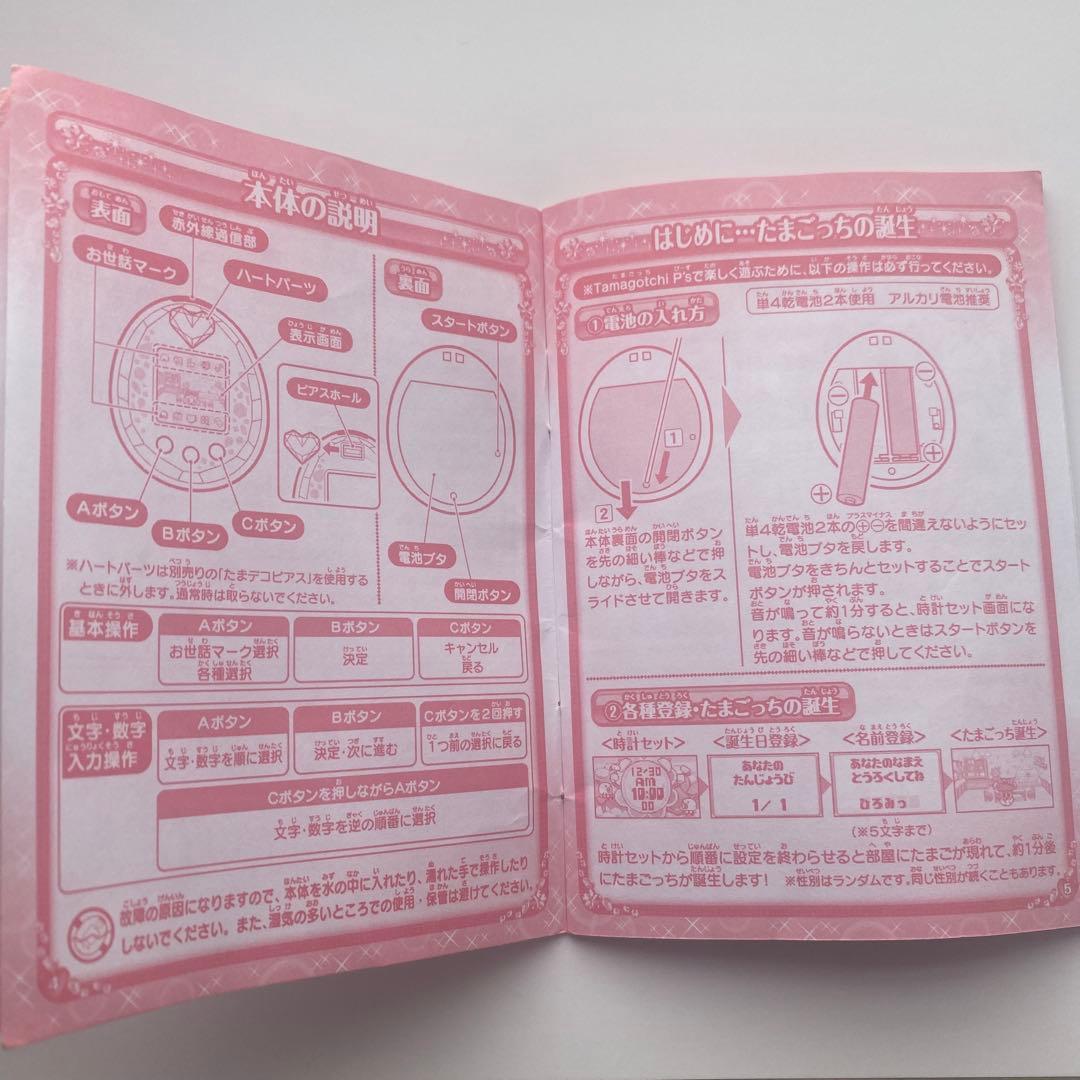 本体の説明
表面
赤外線通信部
お世話マーク
ハートパーツ
表示画面
ピアスホール
Aボタン
Bボタン
Cボタン
裏面
スタートボタン
電池ブタ
開閉ボタン
※ハートパーツは別売りの「たまデコピアス」を使用する
ときに外します。通常時は取らないでください。
基本操作
Aボタン
お世話マーク選択
各種選択
Bボタン
決定
Cボタン
キャンセル
戻る
文字・数字
入力操作
Aボタン
文字・数字を順に選択
Bボタン
決定・次に進む
Cボタンを2回押す
1つ前の選択に戻る
Cボタンを押しながらAボタン
文字・数字を逆の順番に選択
故障の原因になりますので、本体を水の中に入れたり、濡れた手で操作したり
しないでください。また、湿気の多いところでの使用・保管は避けてください。
4
はじめに…たまごっちの誕生
※Tamagotchi P'sで楽しく遊ぶために、以下の操作は必ず行ってください。
①電池の入れ方
単4乾電池2本使用 アルカリ電池推奨
1
2
本体裏面の開閉ボタン
を先の細い棒などで押
しながら、電池ブタをス
ライドさせて開きます。
単4乾電池2本の⊕⊖を間違えないようにセッ
トし、電池ブタを戻します。
電池ブタをきちんとセットすることでスタート
ボタンが押されます。
音が鳴って約1分すると、時計セット画面にな
ります。音が鳴らないときはスタートボタンを
先の細い棒などで押してください。
②各種登録・たまごっちの誕生
<時計セット>
12/30
AM
10:00
00
<誕生日登録>
あなたの
たんじょうび
1/ 1
<名前登録>
あなたのなまえ
とうろくしてね
ひろみっ
(※5文字まで)
<たまごっち誕生>
時計セットから順番に設定を終わらせると部屋にたまごが現れて、約1分後
にたまごっちが誕生します! ※性別はランダムです。同じ性別が続くこともあります。
5